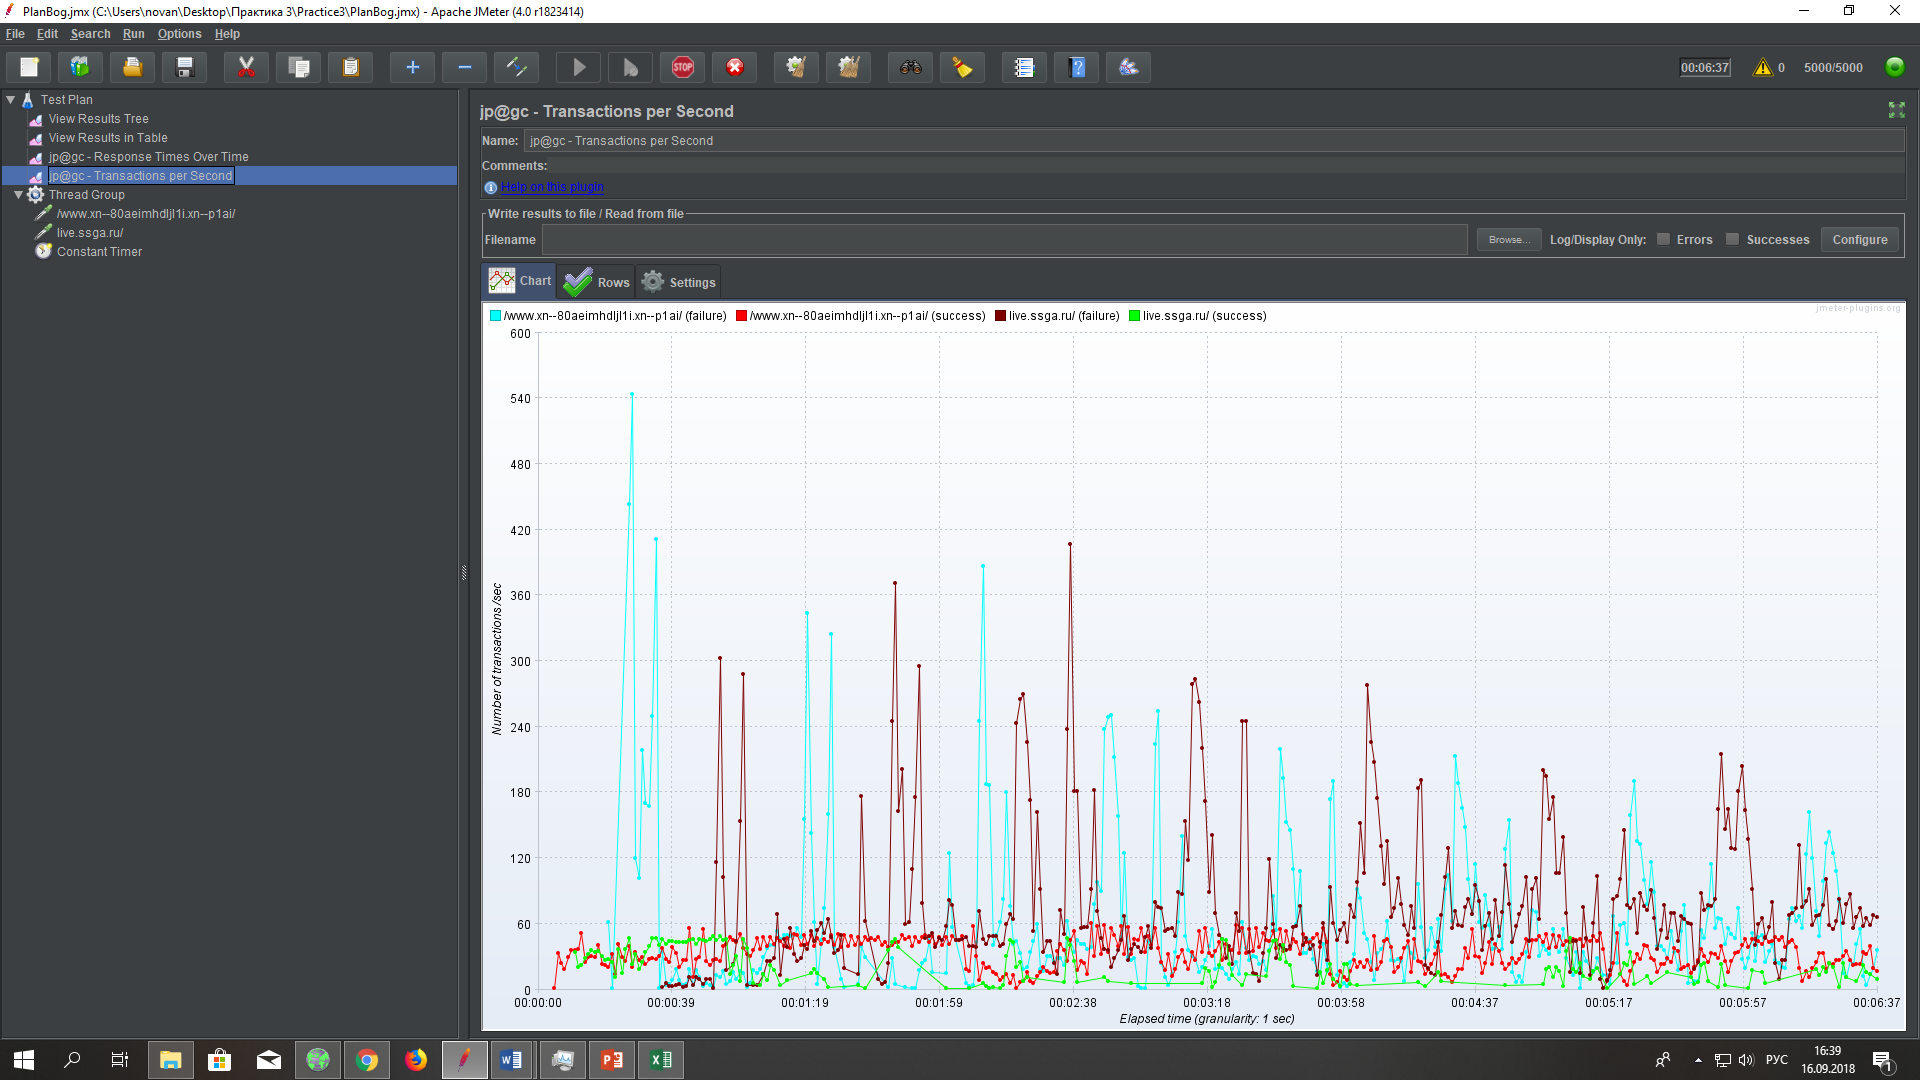 PlanBog.jmx (C:\Users\novan\Desktop\Практика 3\Practice3\PlanBog.jmx) - Apache JMeter (4.0 r1823414)
File Edit Search Run Options Help
STOP
00:06:37 0 5000/5000
Test Plan
View Results Tree
View Results in Table
jp@gc - Response Times Over Time
jp@gc - Transactions per Second
Thread Group
/www.xn--80aeimhdljl1i.xn--p1ai/
live.ssga.ru/
Constant Timer
jp@gc - Transactions per Second
Name: jp@gc - Transactions per Second
Comments:
Help on this plugin
Write results to file / Read from file
Filename Browse... Log/Display Only: Errors Successes Configure
Chart Rows Settings
jmeter-plugins.org
/www.xn--80aeimhdljl1i.xn--p1ai/ (failure) /www.xn--80aeimhdljl1i.xn--p1ai/ (success) live.ssga.ru/ (failure) live.ssga.ru/ (success)
600
540
480
420
360
300
240
180
120
60
0
Number of transactions /sec
00:00:00 00:00:39 00:01:19 00:01:59 00:02:38 00:03:18 00:03:58 00:04:37 00:05:17 00:05:57 00:06:37
Elapsed time (granularity: 1 sec)
РУС
16:39
16.09.2018
1